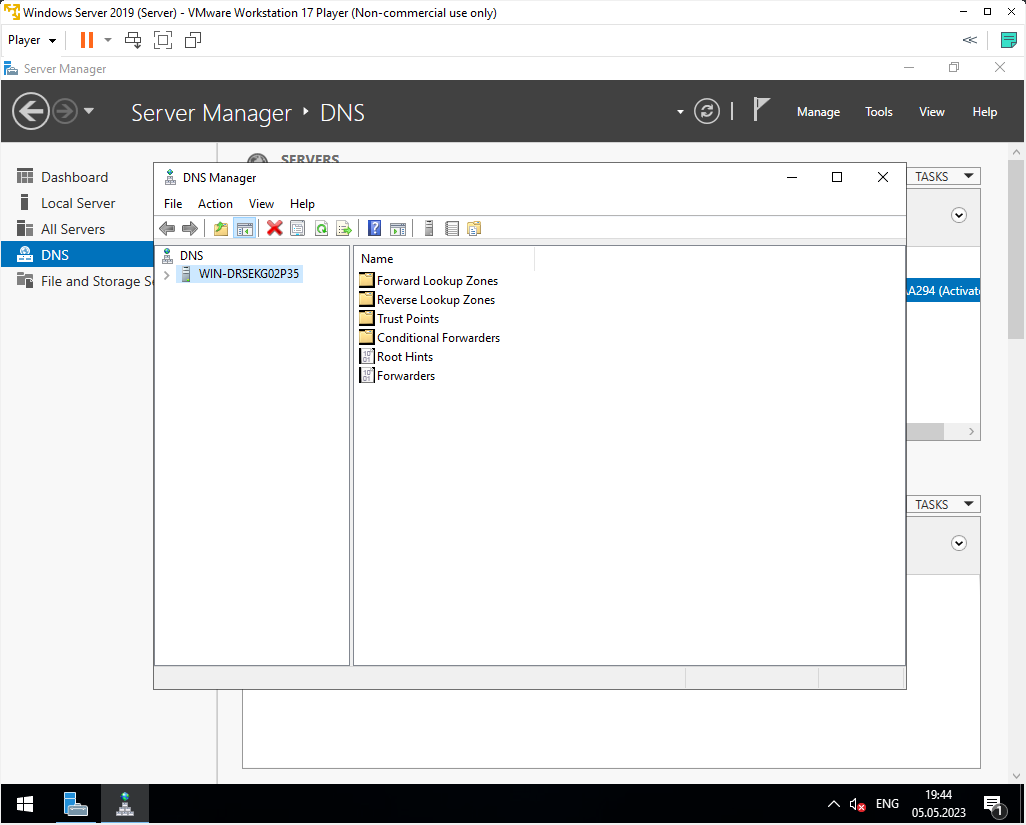 Windows Server 2019 (Server) - VMware Workstation 17 Player (Non-commercial use only)
Player
Server Manager
Server Manager DNS
Manage Tools View Help
Dashboard
Local Server
All Servers
DNS
File and Storage S
SERVERS
TASKS
A294 (Activat
TASKS
DNS Manager
File Action View Help
DNS
WIN-DRSEKG02P35
Name
Forward Lookup Zones
Reverse Lookup Zones
Trust Points
Conditional Forwarders
Root Hints
Forwarders
ENG
19:44
05.05.2023
1